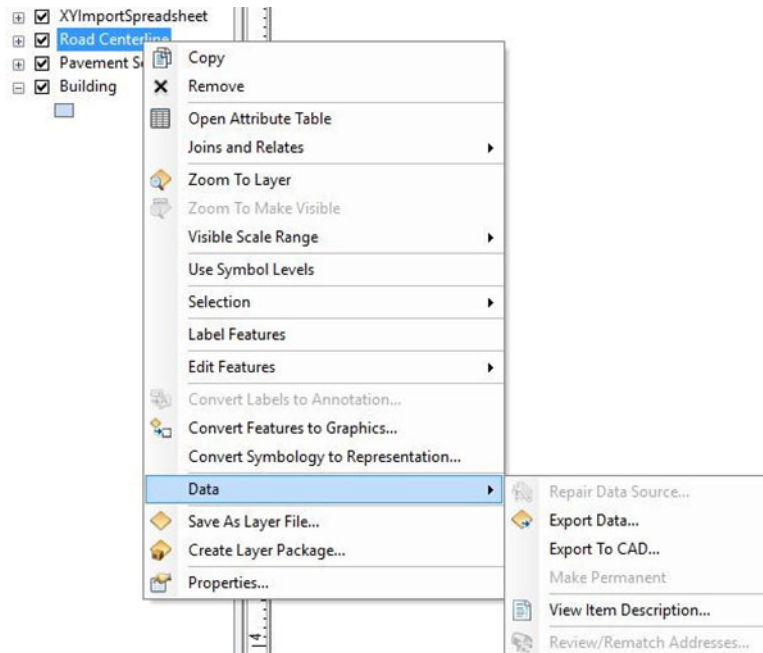 XYImportSpreadsheet
Road Centerline
Pavement S
Building
Copy
Remove
Open Attribute Table
Joins and Relates
Zoom To Layer
Zoom To Make Visible
Visible Scale Range
Use Symbol Levels
Selection
Label Features
Edit Features
Convert Labels to Annotation...
Convert Features to Graphics...
Convert Symbology to Representation...
Data
Save As Layer File...
Create Layer Package...
Properties...
Repair Data Source...
Export Data...
Export To CAD...
Make Permanent
View Item Description...
Review/Rematch Addresses...
4